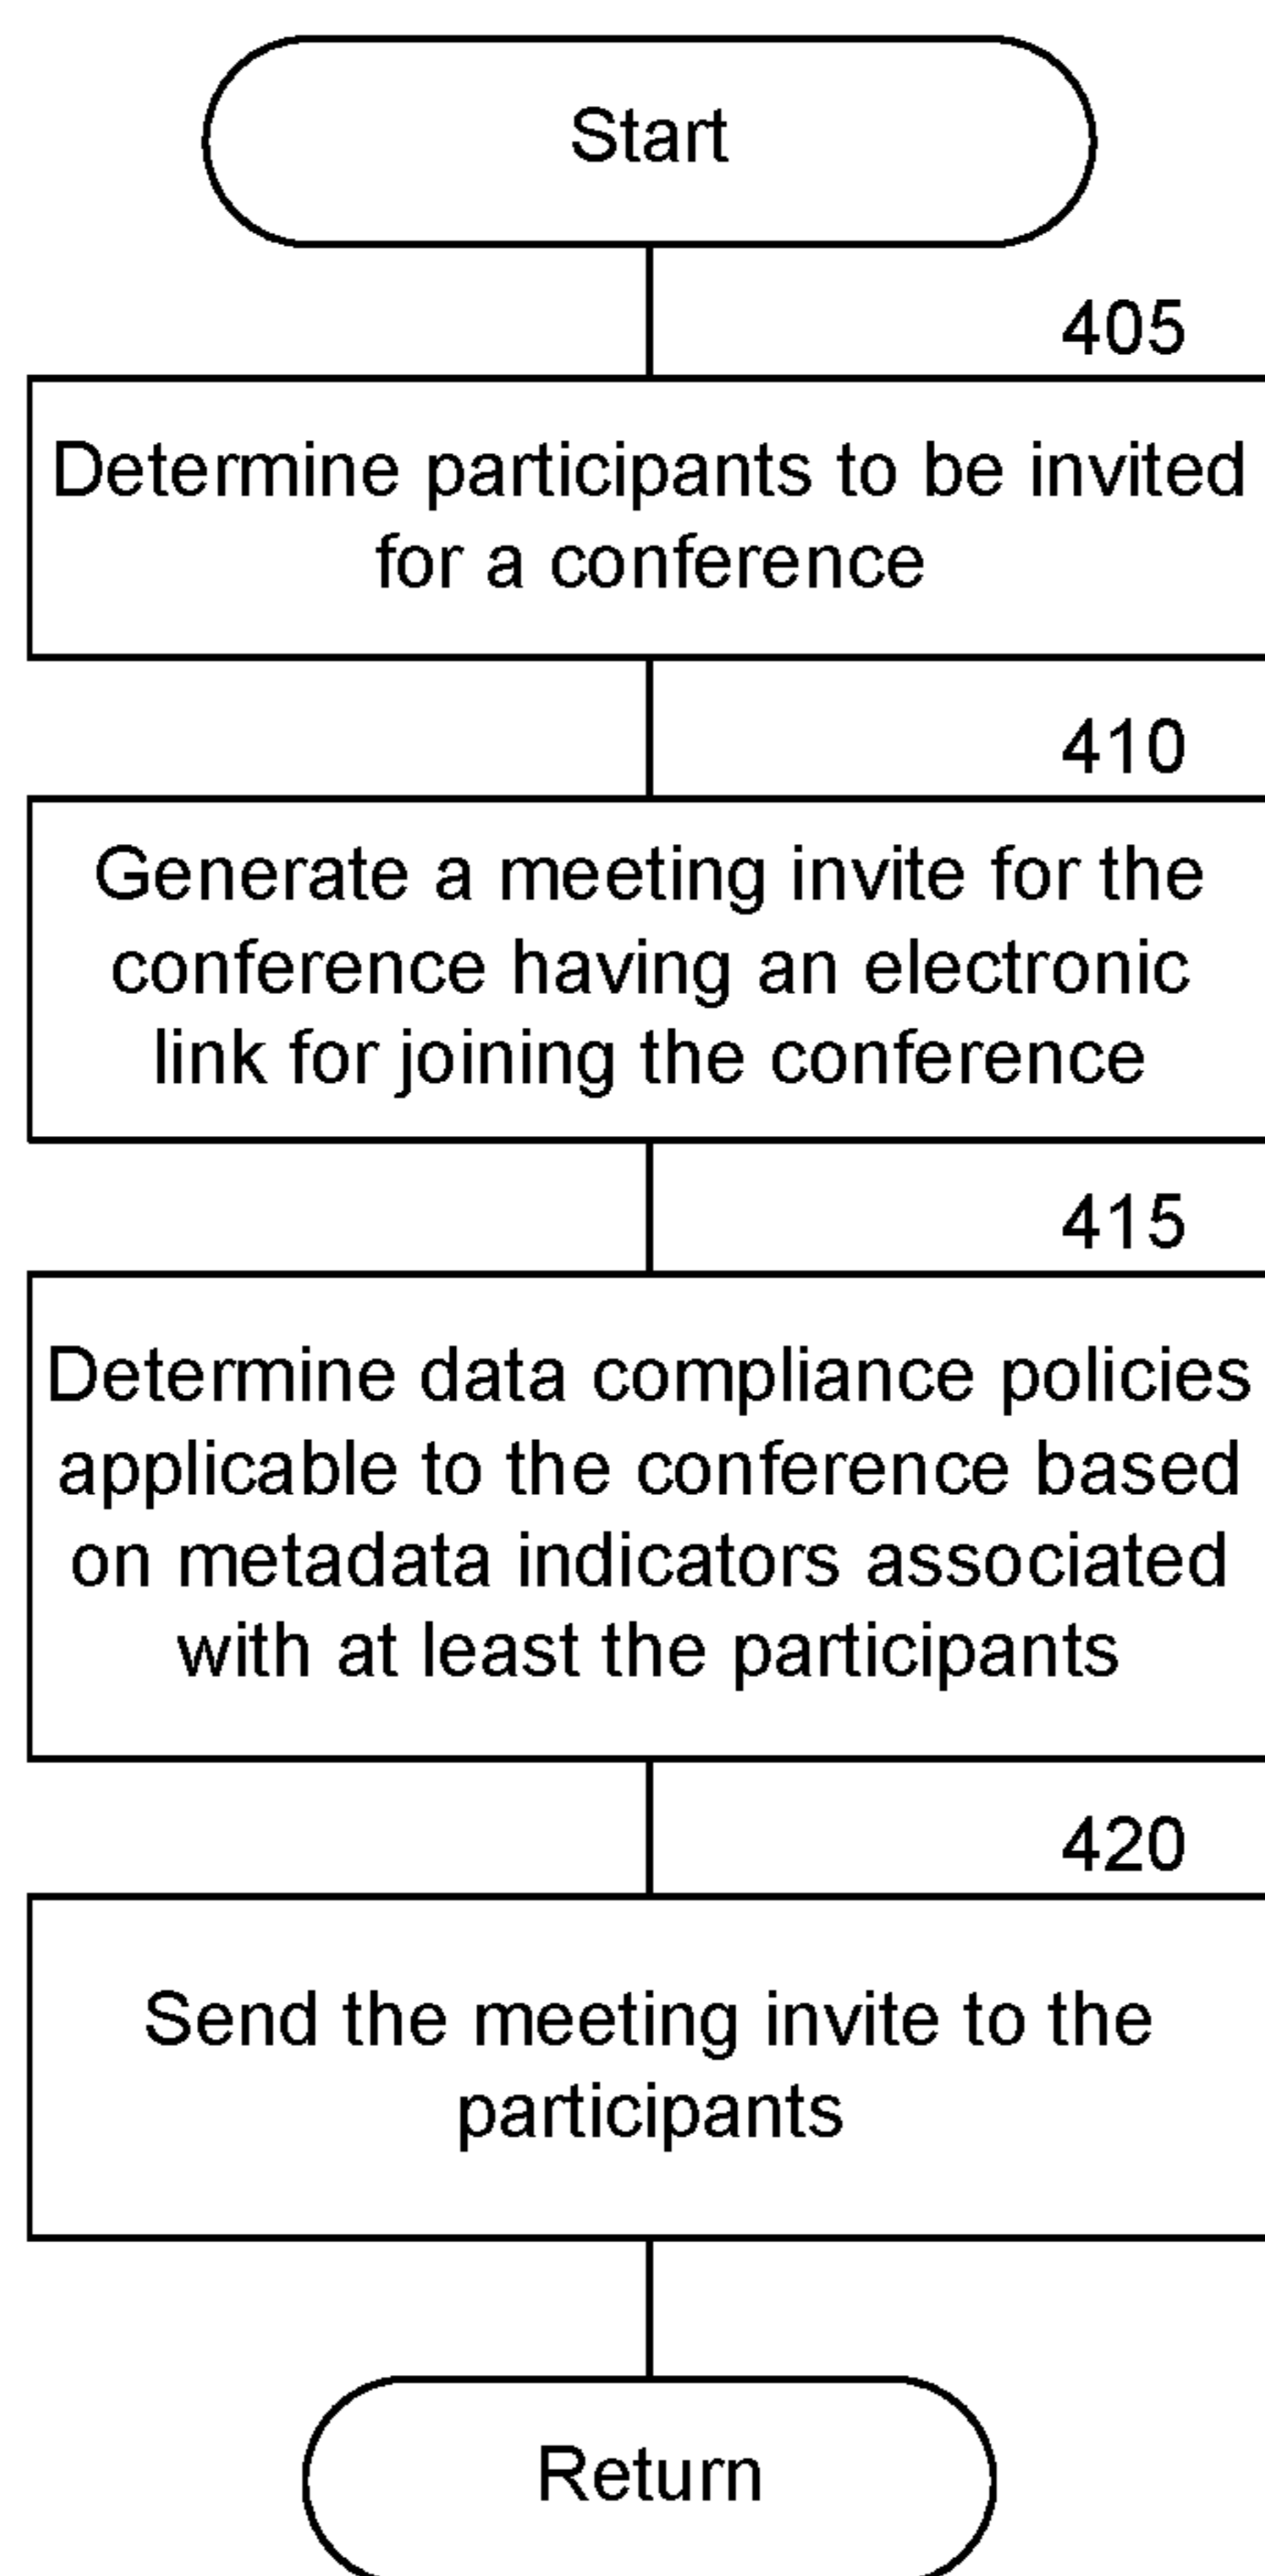 Start
405
Determine participants to be invited
for a conference
410
Generate a meeting invite for the
conference having an electronic
link for joining the conference
415
Determine data compliance policies
applicable to the conference based
on metadata indicators associated
with at least the participants
420
Send the meeting invite to the
participants
Return